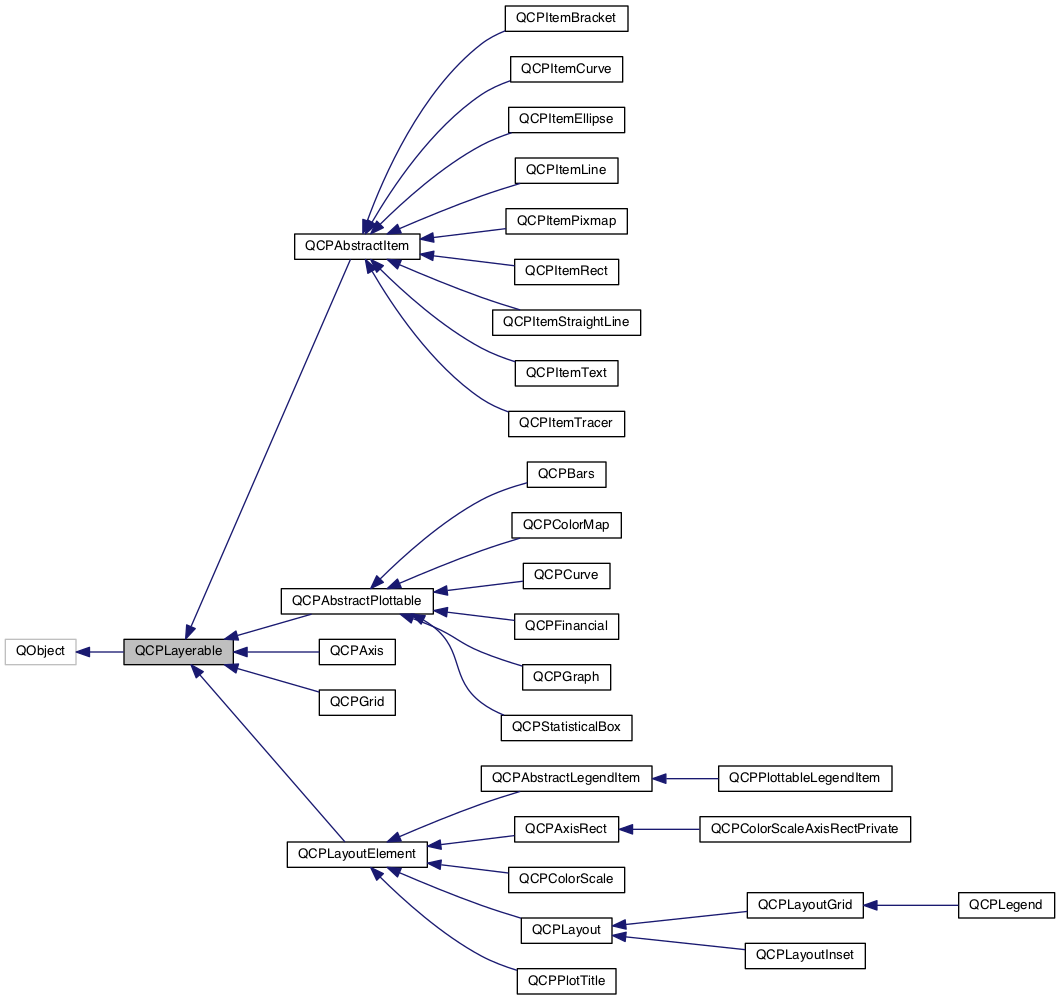 QCPItemBracket
QCPItemCurve
QCPItemEllipse
QCPItemLine
QCPItemPixmap
QCPAbstractItem
QCPItemRect
QCPItemStraightLine
QCPItemText
QCPItemTracer
QCPBars
QCPColorMap
QCPCurve
QCPAbstractPlottable
QCPFinancial
QObject
QCPLayerable
QCPAxis
QCPGraph
QCPGrid
QCPStatisticalBox
QCPAbstractLegendItem
QCPPlottableLegendItem
QCPAxisRect
QCPColorScaleAxisRectPrivate
QCPLayoutElement
QCPColorScale
QCPLayoutGrid
QCPLegend
QCPLayout
QCPLayoutInset
QCPPlotTitle